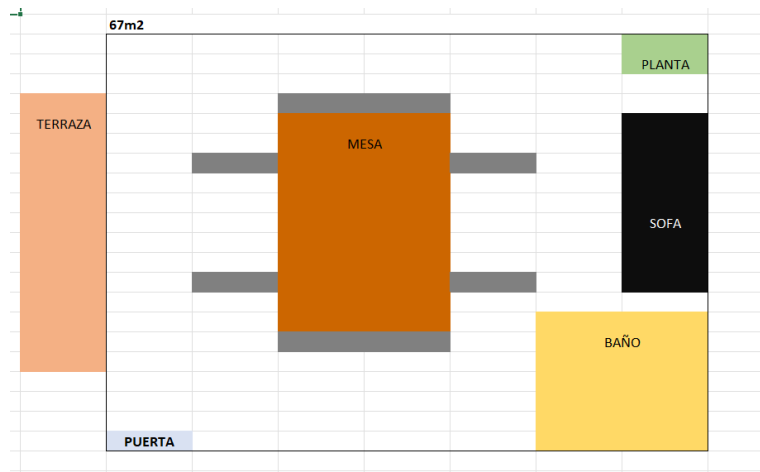 67m2
PLANTA
TERRAZA
MESA
SOFA
BAÑO
PUERTA